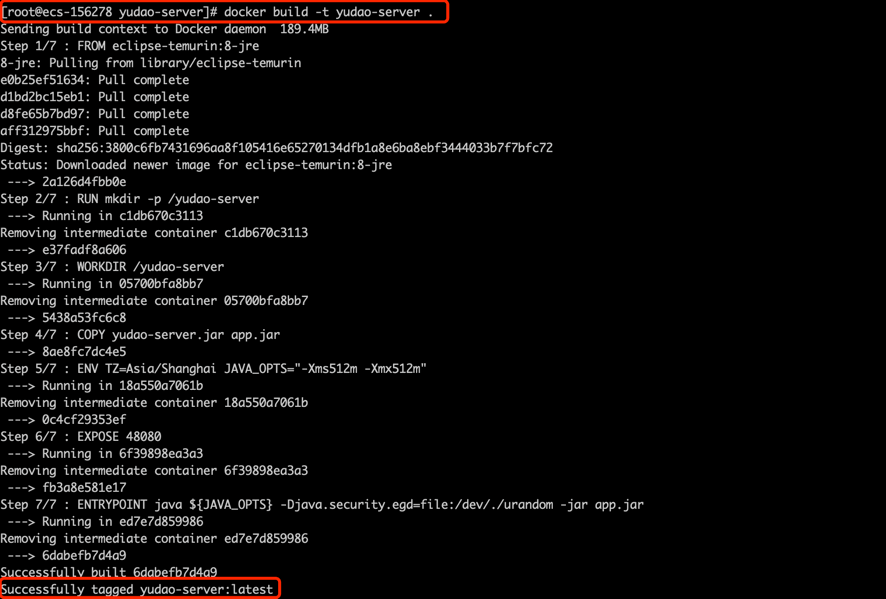 [root@ecs-156278 yudao-server]# docker build -t yudao-server .
Sending build context to Docker daemon  189.4MB
Step 1/7 : FROM eclipse-temurin:8-jre
8-jre: Pulling from library/eclipse-temurin
e0b25ef51634: Pull complete
d1bd2bc15eb1: Pull complete
d8fe65b7bd97: Pull complete
aff312975bbf: Pull complete
Digest: sha256:3800c6fb7431696aa8f105416e65270134dfb1a8e6ba8ebf3444033b7f7bfc72
Status: Downloaded newer image for eclipse-temurin:8-jre
 ---> 2a126d4fbb0e
Step 2/7 : RUN mkdir -p /yudao-server
 ---> Running in c1db670c3113
Removing intermediate container c1db670c3113
 ---> e37fadf8a606
Step 3/7 : WORKDIR /yudao-server
 ---> Running in 05700bfa8bb7
Removing intermediate container 05700bfa8bb7
 ---> 5438a53fc6c8
Step 4/7 : COPY yudao-server.jar app.jar
 ---> 8ae8fc7dc4e5
Step 5/7 : ENV TZ=Asia/Shanghai JAVA_OPTS="-Xms512m -Xmx512m"
 ---> Running in 18a550a7061b
Removing intermediate container 18a550a7061b
 ---> 0c4cf29353ef
Step 6/7 : EXPOSE 48080
 ---> Running in 6f39898ea3a3
Removing intermediate container 6f39898ea3a3
 ---> fb3a8e581e17
Step 7/7 : ENTRYPOINT java ${JAVA_OPTS} -Djava.security.egd=file:/dev/./urandom -jar app.jar
 ---> Running in ed7e7d859986
Removing intermediate container ed7e7d859986
 ---> 6dabefb7d4a9
Successfully built 6dabefb7d4a9
Successfully tagged yudao-server:latest